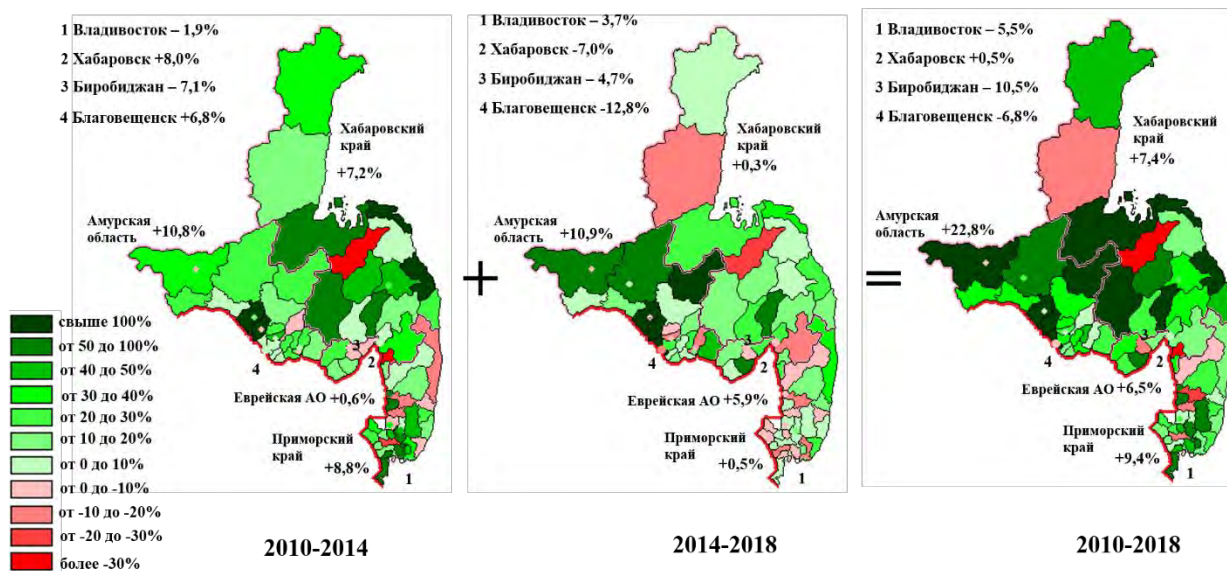 1 Владивосток – 1,9%
2 Хабаровск +8,0%
3 Биробиджан – 7,1%
4 Благовещенск +6,8%
Хабаровский
край
+7,2%
Амурская
область
+10,8%
4
3
2
Еврейская АО +0,6%
Приморский
край
+8,8%
1
свыше 100%
от 50 до 100%
от 40 до 50%
от 30 до 40%
от 20 до 30%
от 10 до 20%
от 0 до 10%
от 0 до -10%
от -10 до -20%
от -20 до -30%
более -30%
2010-2014
+
1 Владивосток – 3,7%
2 Хабаровск -7,0%
3 Биробиджан – 4,7%
4 Благовещенск -12,8%
Хабаровский
край
+0,3%
Амурская
область
+10,9%
4
3
2
Еврейская АО +5,9%
Приморский
край
+0,5%
1
2014-2018
=
1 Владивосток – 5,5%
2 Хабаровск +0,5%
3 Биробиджан – 10,5%
4 Благовещенск -6,8%
Хабаровский
край
+7,4%
Амурская
область
+22,8%
4
3
2
Еврейская АО +6,5%
Приморский
край
+9,4%
1
2010-2018